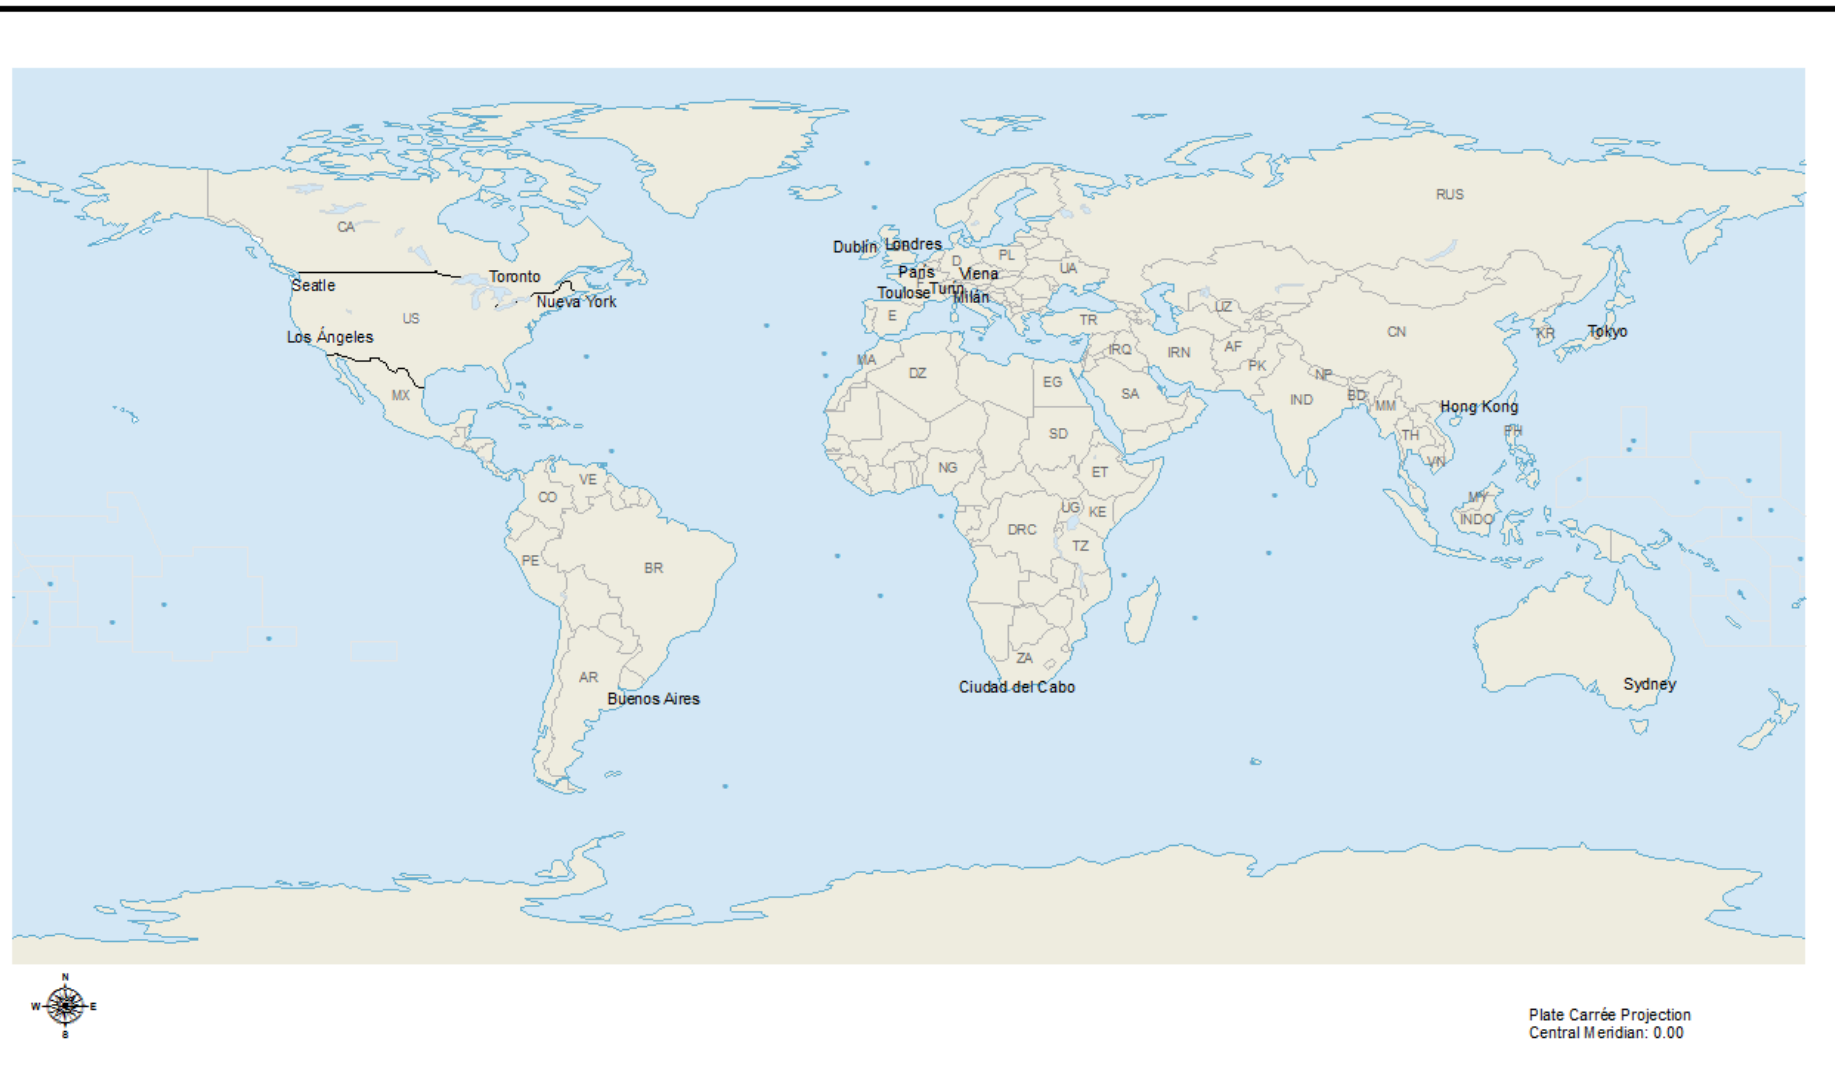 RUS
CA
Dublín
Londres
PL
D
UA
París
Viena
Toronto
Seatle
Toulose
Turín
Milán
Nueva York
US
E
UZ
TR
CN
KR
Tokyo
Los Ángeles
IRQ
IRN
AF
MA
PK
DZ
NP
EG
MX
SA
IND
BD
MM
Hong Kong
SD
TH
PH
VN
NG
ET
VE
CO
MY
UG
KE
INDO
DRC
TZ
PE
BR
ZA
AR
Ciudad del Cabo
Sydney
Buenos Aires
N
W
E
S
Plate Carrée Projection
Central Meridian: 0.00